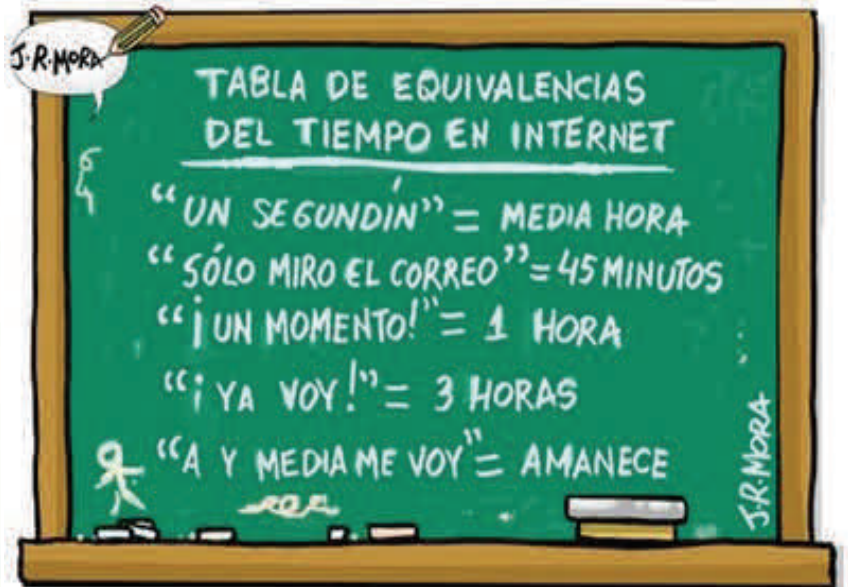 J.R.MORA
TABLA DE EQUIVALENCIAS
DEL TIEMPO EN INTERNET
“UN SEGUNDÍN” = MEDIA HORA
“SÓLO MIRO EL CORREO” = 45 MINUTOS
“¡UN MOMENTO!” = 1 HORA
“¡YA VOY!” = 3 HORAS
“A Y MEDIA ME VOY” = AMANECE
J.R.MORA